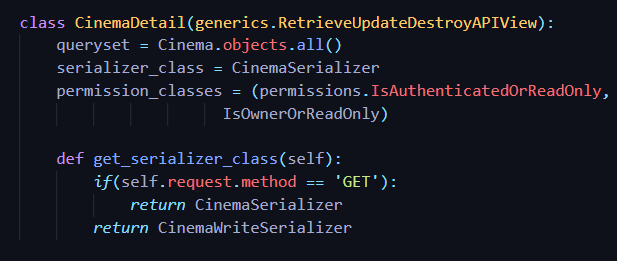 class CinemaDetail(generics.RetrieveUpdateDestroyAPIView):
    queryset = Cinema.objects.all()
    serializer_class = CinemaSerializer
    permission_classes = (permissions.IsAuthenticatedOrReadOnly,
                          IsOwnerOrReadOnly)

    def get_serializer_class(self):
        if(self.request.method == 'GET'):
            return CinemaSerializer
        return CinemaWriteSerializer